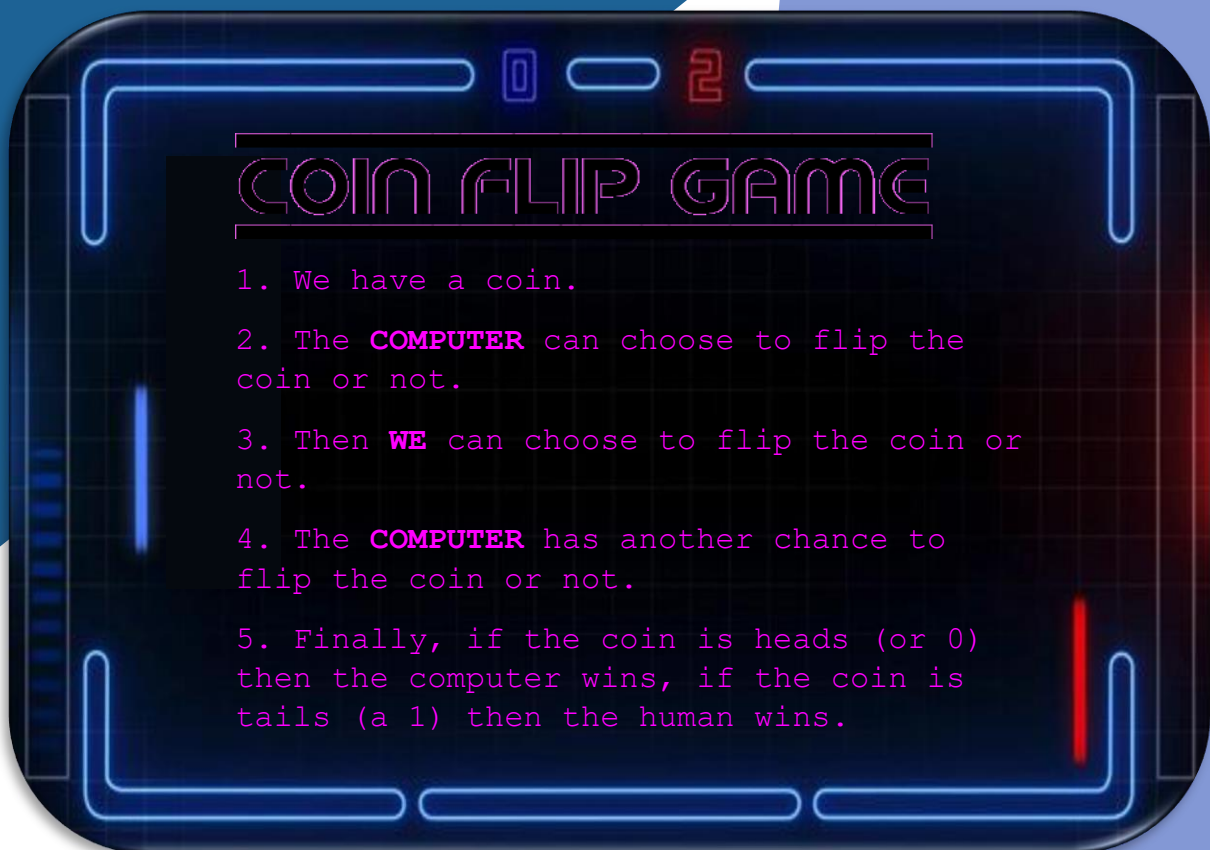 0 2
COIN FLIP GAME
1. We have a coin.
2. The COMPUTER can choose to flip the
coin or not.
3. Then WE can choose to flip the coin or
not.
4. The COMPUTER has another chance to
flip the coin or not.
5. Finally, if the coin is heads (or 0)
then the computer wins, if the coin is
tails (a 1) then the human wins.